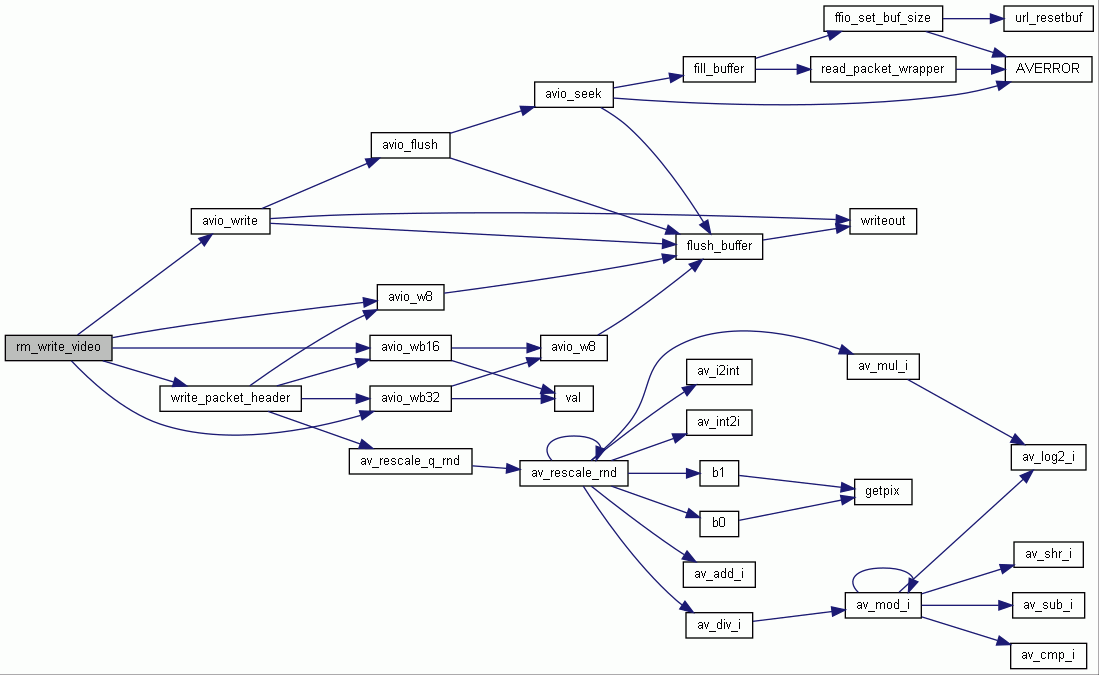 ffio_set_buf_size
url_resetbuf
fill_buffer
read_packet_wrapper
AVERROR
avio_seek
avio_flush
avio_write
writeout
flush_buffer
avio_w8
rm_write_video
avio_wb16
avio_w8
av_mul_i
av_i2int
write_packet_header
avio_wb32
val
av_int2i
av_rescale_q_rnd
av_log2_i
av_rescale_rnd
b1
getpix
b0
av_shr_i
av_add_i
av_mod_i
av_sub_i
av_div_i
av_cmp_i